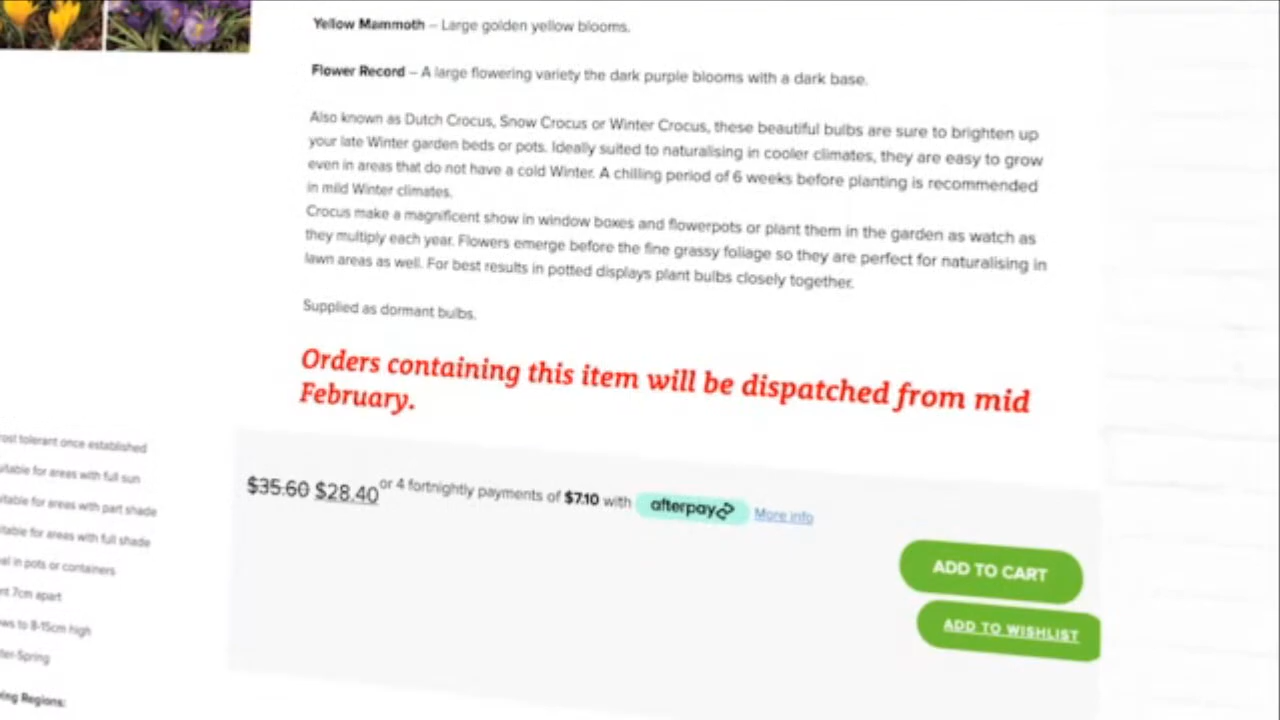 Yellow Mammoth – Large golden yellow blooms.
Flower Record – A large flowering variety the dark purple blooms with a dark base.
Also known as Dutch Crocus, Snow Crocus or Winter Crocus, these beautiful bulbs are sure to brighten up
your late Winter garden beds or pots. Ideally suited to naturalising in cooler climates, they are easy to grow
even in areas that do not have a cold Winter. A chilling period of 6 weeks before planting is recommended
in mild Winter climates.
Crocus make a magnificent show in window boxes and flowerpots or plant them in the garden as watch as
they multiply each year. Flowers emerge before the fine grassy foliage so they are perfect for naturalising in
lawn areas as well. For best results in potted displays plant bulbs closely together.
Supplied as dormant bulbs.
Orders containing this item will be dispatched from mid
February.
tolerant once established
for areas with full sun
for areas with part shade
for areas with full shade
in pots or containers
7cm apart
to 8-15cm high
Spring
Regions:
$35.60 $28.40 or 4 fortnightly payments of $7.10 with afterpay More info
ADD TO CART
ADD TO WISHLIST